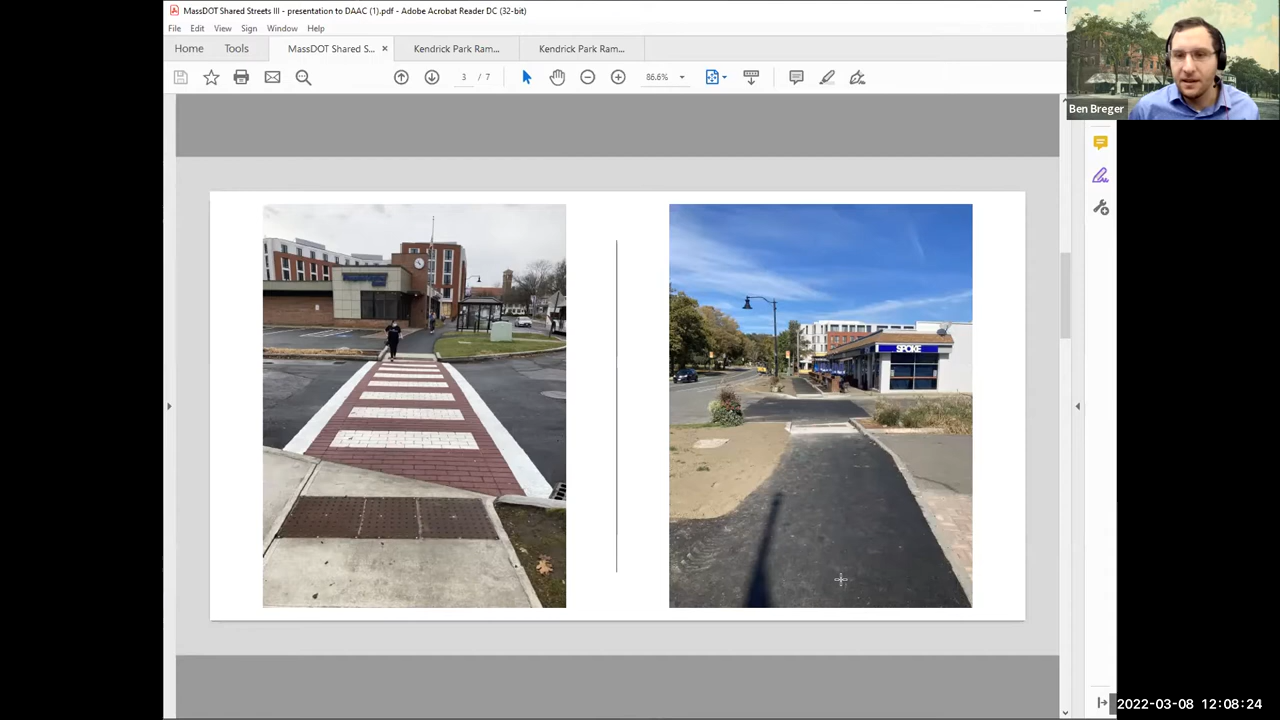 MassDOT Shared Streets III - presentation to DAAC (1).pdf - Adobe Acrobat Reader DC (32-bit)
File Edit View Sign Window Help
Home Tools MassDOT Shared S... × Kendrick Park Ram... Kendrick Park Ram...
3 / 7 86.6%
Ben Breger
SPOKE
2022-03-08 12:08:24